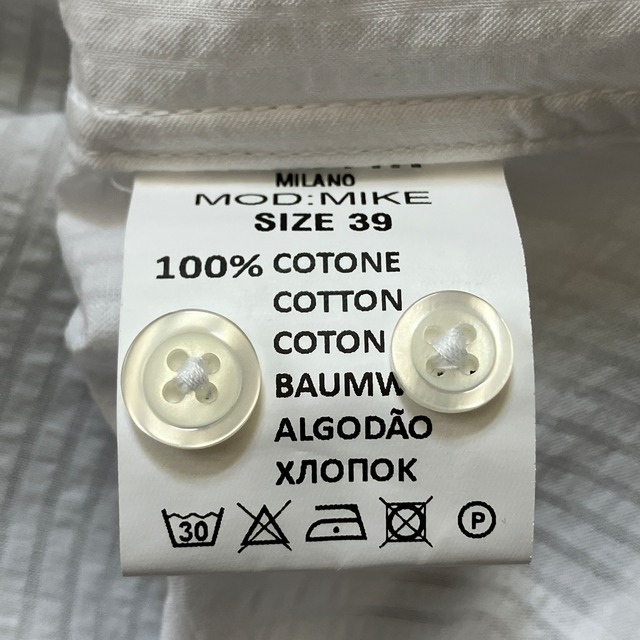 MILANO
MOD:MIKE
SIZE 39
100% COTONE
COTTON
COTON
BAUMW
ALGODÃO
ХЛОПОК
30
P